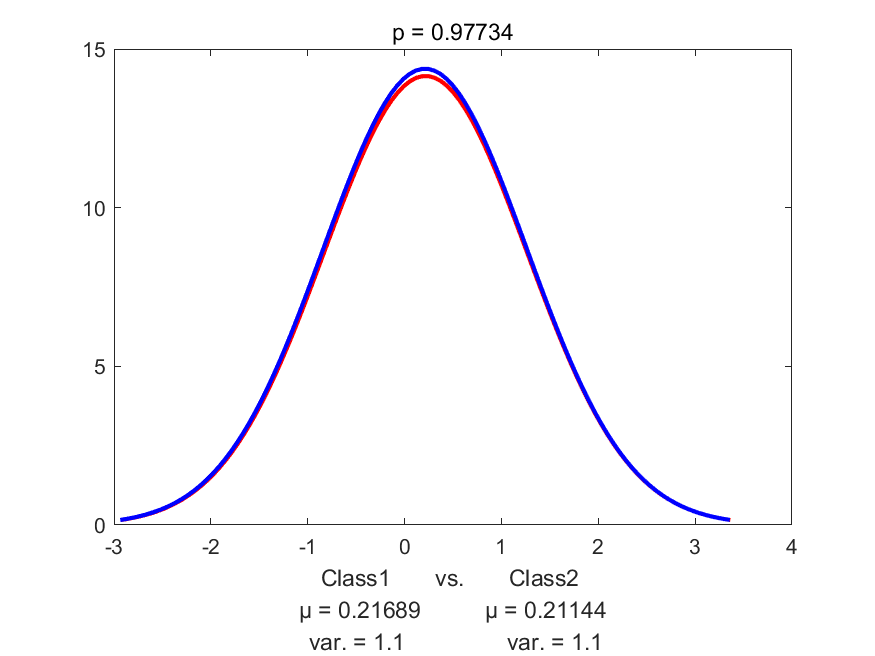 p = 0.97734
15
10
5
0
-3 -2 -1 0 1 2 3 4
Class1 vs. Class2
μ = 0.21689 μ = 0.21144
var. = 1.1 var. = 1.1